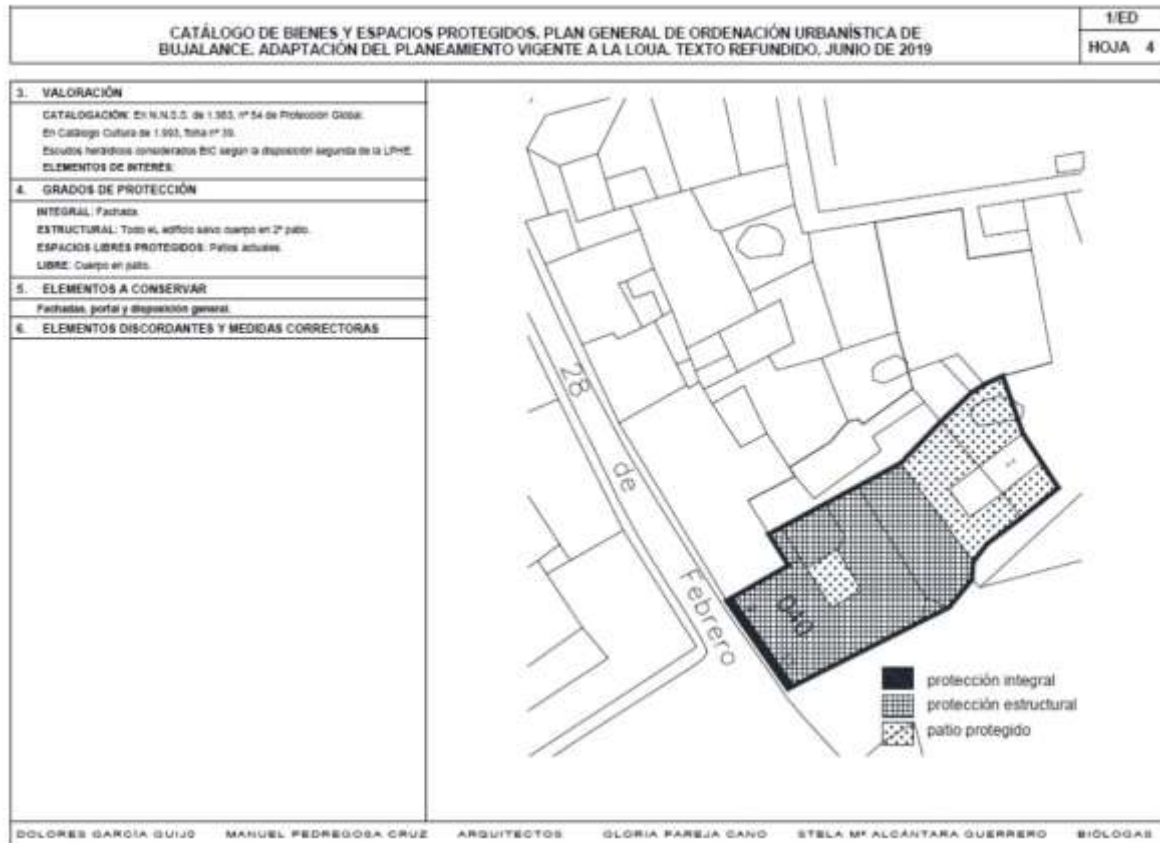 CATÁLOGO DE BIENES Y ESPACIOS PROTEGIDOS. PLAN GENERAL DE ORDENACIÓN URBANÍSTICA DE
BUJALANCE. ADAPTACIÓN DEL PLANEAMIENTO VIGENTE A LA LOUA. TEXTO REFUNDIDO. JUNIO DE 2019
1/ED
HOJA 4
3. VALORACIÓN
CATALOGACIÓN: En N.N.S.S. de 1.983, nº 54 de Protección Global.
En Catálogo Cultura de 1.993, ficha nº 39.
Escudos heráldicos considerados BIC según la disposición segunda de la LPHE.
ELEMENTOS DE INTERÉS:
4. GRADOS DE PROTECCIÓN
INTEGRAL: Fachada.
ESTRUCTURAL: Todo el edificio salvo cuerpo en 2º patio.
ESPACIOS LIBRES PROTEGIDOS: Patios actuales.
LIBRE: Cuerpo en patio.
5. ELEMENTOS A CONSERVAR
Fachadas, portal y disposición general.
6. ELEMENTOS DISCORDANTES Y MEDIDAS CORRECTORAS
28 de Febrero
040
protección integral
protección estructural
patio protegido
DOLORES GARCÍA GUIJO MANUEL PEDREGOSA CRUZ ARQUITECTOS GLORIA PAREJA CANO STELA Mª ALCÁNTARA GUERRERO BIÓLOGAS